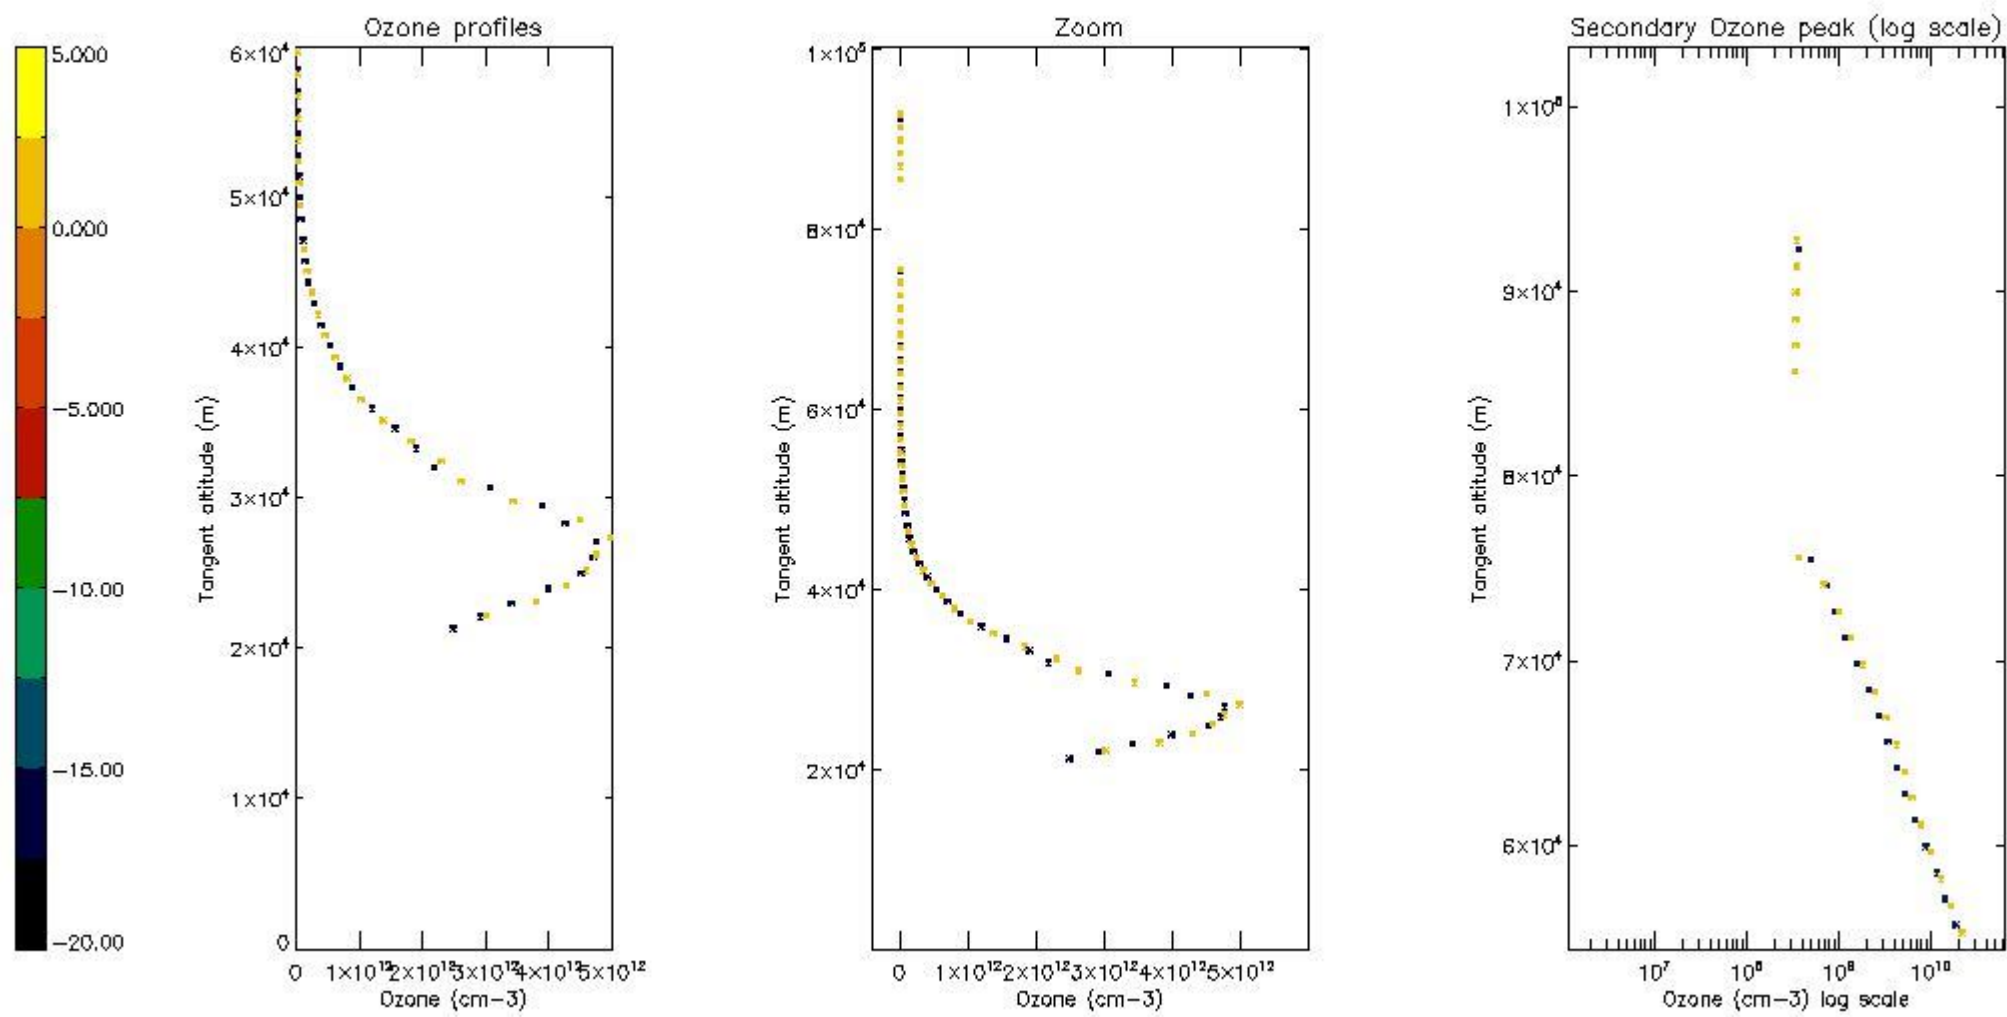 5.000
0.000
−5.000
−10.00
−15.00
−20.00
Ozone profiles
6×10⁴
5×10⁴
4×10⁴
3×10⁴
2×10⁴
1×10⁴
0
Tangent altitude (m)
0 1×10¹² 2×10¹² 3×10¹² 4×10¹² 5×10¹²
Ozone (cm−3)
Zoom
1×10⁵
8×10⁴
6×10⁴
4×10⁴
2×10⁴
Tangent altitude (m)
0 1×10¹² 2×10¹² 3×10¹² 4×10¹² 5×10¹²
Ozone (cm−3)
Secondary Ozone peak (log scale)
1×10⁵
9×10⁴
8×10⁴
7×10⁴
6×10⁴
Tangent altitude (m)
10⁷ 10⁸ 10⁹ 10¹⁰
Ozone (cm−3) log scale